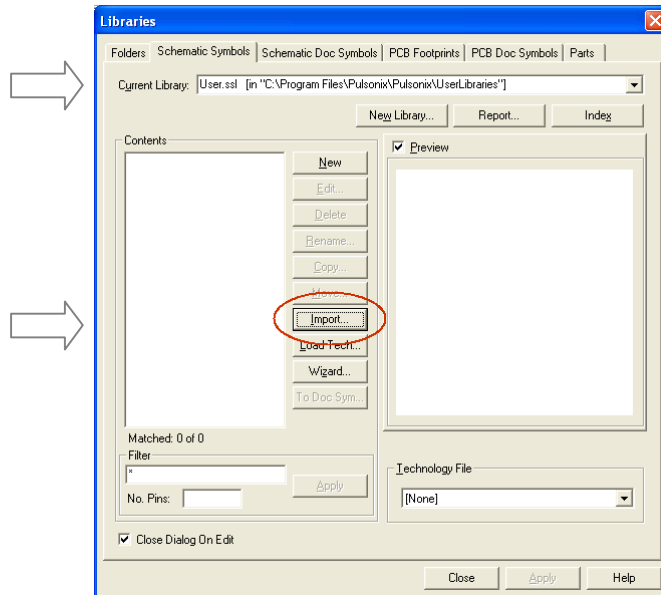 Libraries
Folders Schematic Symbols Schematic Doc Symbols PCB Footprints PCB Doc Symbols Parts
Current Library: User.ssl [in "C:\Program Files\Pulsonix\Pulsonix\UserLibraries"]
New Library... Report... Index
Contents
Preview
New
Edit...
Delete
Rename...
Copy...
Move...
Import...
Load Tech...
Wizard...
To Doc Sym...
Matched: 0 of 0
Filter
*
Apply
No. Pins:
Technology File
[None]
Close Dialog On Edit
Close Apply Help